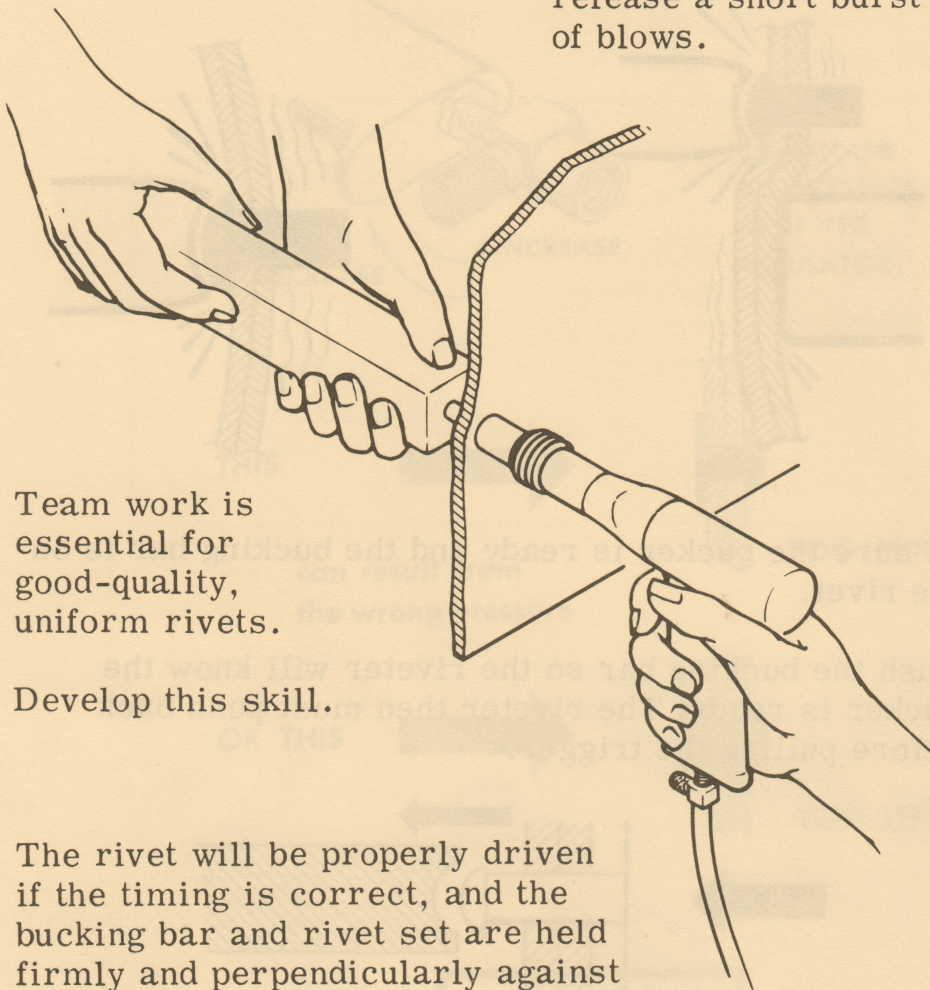 release a short burst
of blows.
Team work is
essential for
good-quality,
uniform rivets.
Develop this skill.
The rivet will be properly driven
if the timing is correct, and the
bucking bar and rivet set are held
firmly and perpendicularly against